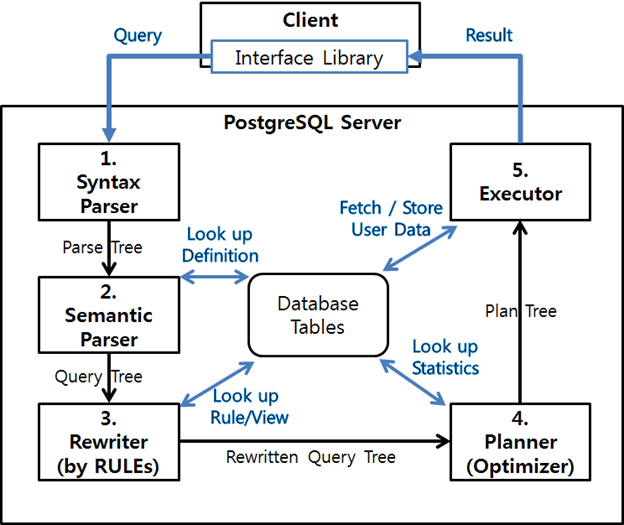 Client
Query
Interface Library
Result
PostgreSQL Server
1.
Syntax
Parser
5.
Executor
Fetch / Store
User Data
Parse Tree
Look up
Definition
2.
Semantic
Parser
Database
Tables
Plan Tree
Query Tree
Look up
Statistics
Look up
Rule/View
3.
Rewriter
(by RULEs)
Rewritten Query Tree
4.
Planner
(Optimizer)